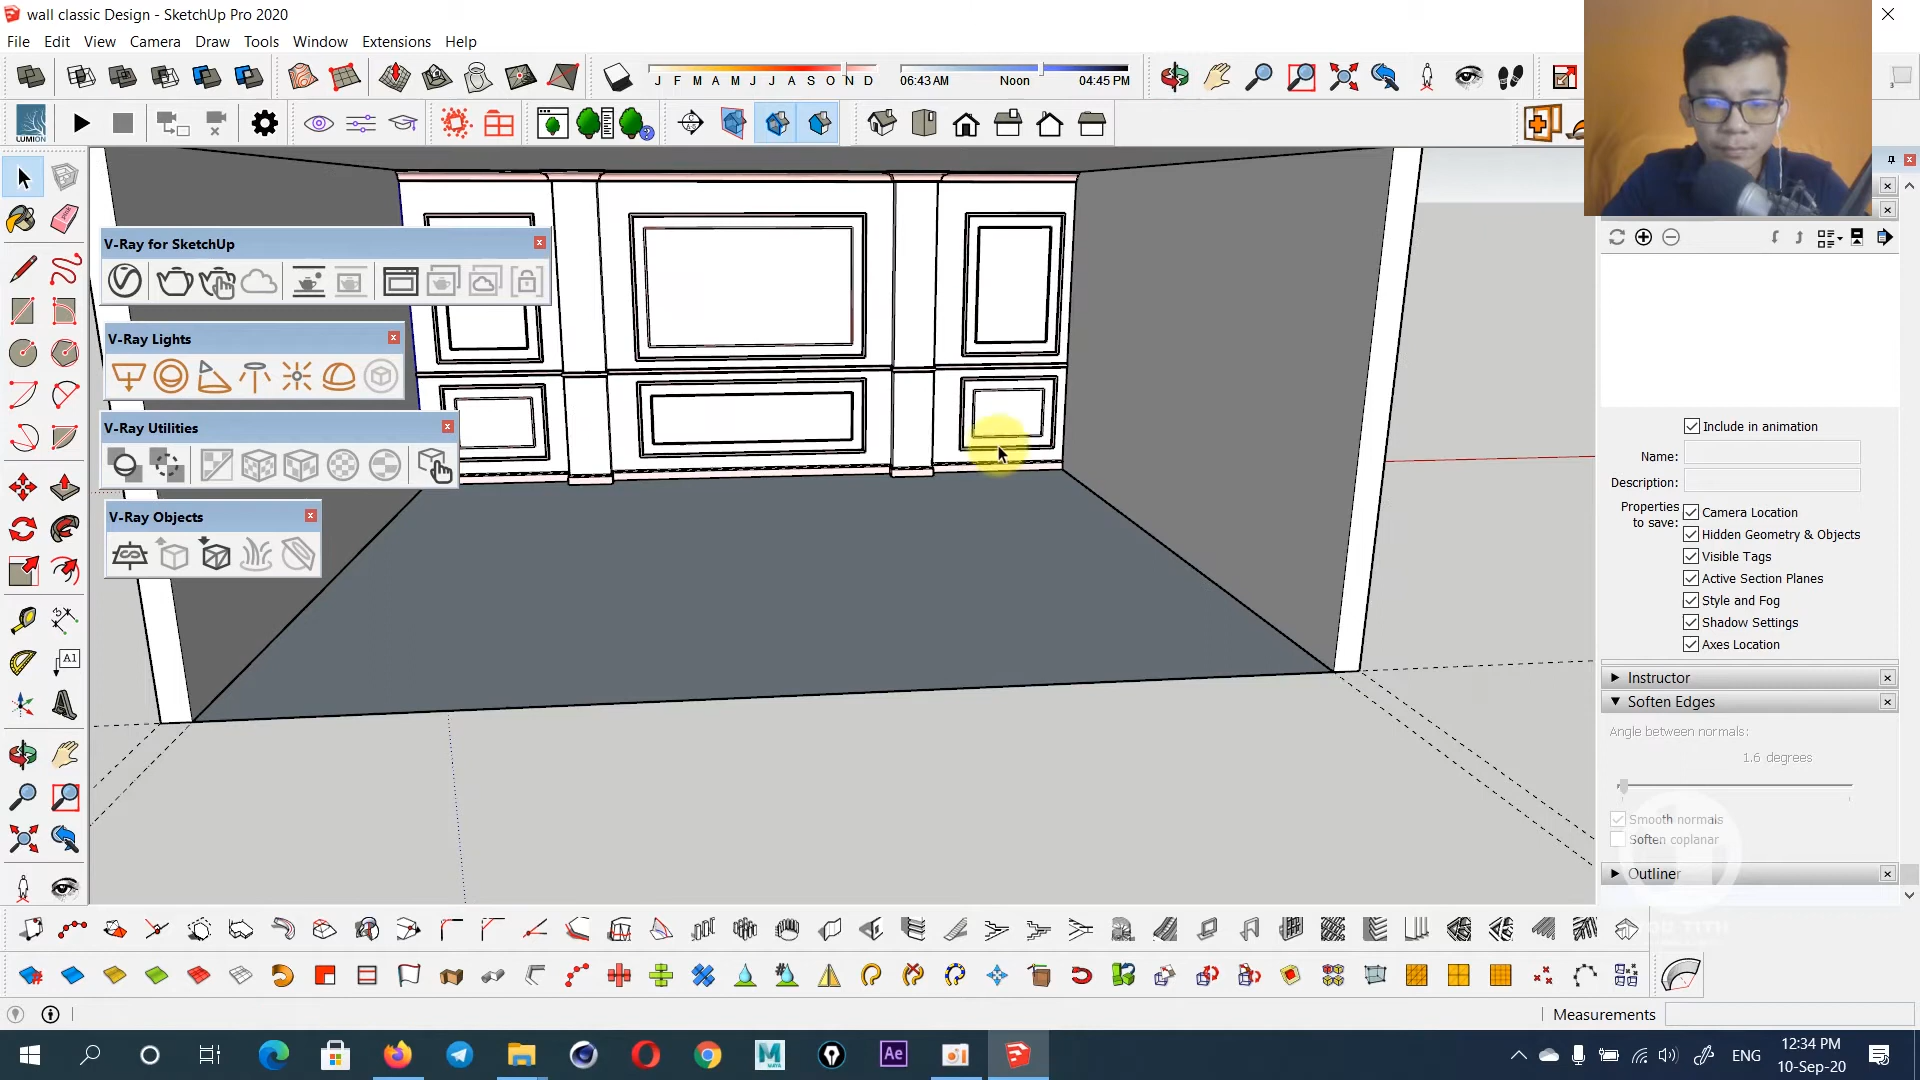 wall classic Design - SketchUp Pro 2020
File Edit View Camera Draw Tools Window Extensions Help
J F M A M J J A S O N D
06:43 AM Noon 04:45 PM
LUMION
V-Ray for SketchUp
V-Ray Lights
V-Ray Utilities
V-Ray Objects
A1
Include in animation
Name:
Description:
Properties to save:
Camera Location
Hidden Geometry & Objects
Visible Tags
Active Section Planes
Style and Fog
Shadow Settings
Axes Location
Instructor
Soften Edges
Angle between normals:
1.6 degrees
Smooth normals
Soften coplanar
Outliner
Measurements
MAYA
Ae
ENG
12:34 PM
10-Sep-20